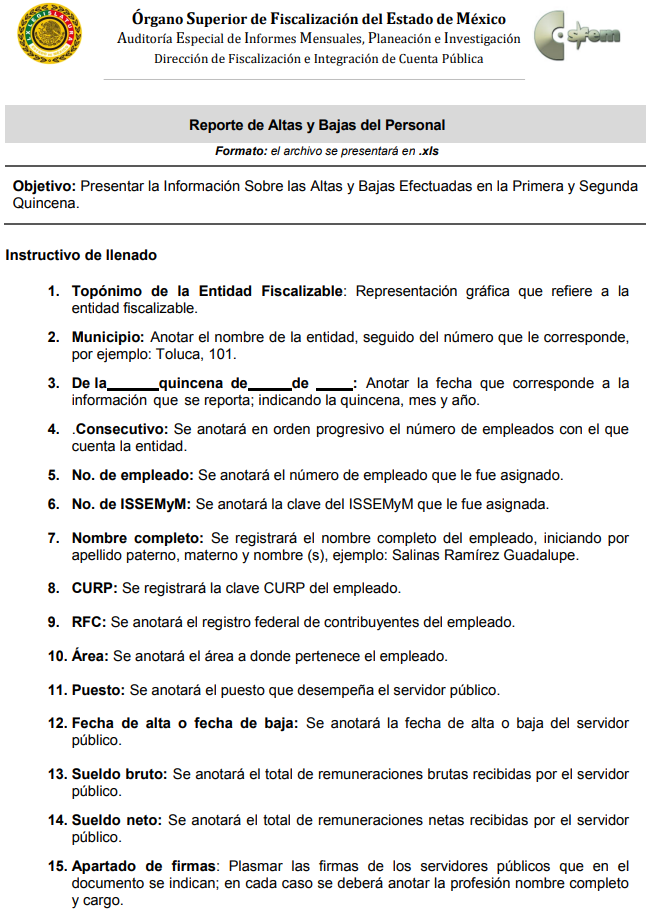 Órgano Superior de Fiscalización del Estado de México
Auditoría Especial de Informes Mensuales, Planeación e Investigación
Dirección de Fiscalización e Integración de Cuenta Pública
osfem
Reporte de Altas y Bajas del Personal
Formato: el archivo se presentará en .xls
Objetivo: Presentar la Información Sobre las Altas y Bajas Efectuadas en la Primera y Segunda
Quincena.
Instructivo de llenado
1. Topónimo de la Entidad Fiscalizable: Representación gráfica que refiere a la
entidad fiscalizable.
2. Municipio: Anotar el nombre de la entidad, seguido del número que le corresponde,
por ejemplo: Toluca, 101.
3. De la______quincena de_____de _____: Anotar la fecha que corresponde a la
información que se reporta; indicando la quincena, mes y año.
4. .Consecutivo: Se anotará en orden progresivo el número de empleados con el que
cuenta la entidad.
5. No. de empleado: Se anotará el número de empleado que le fue asignado.
6. No. de ISSEMyM: Se anotará la clave del ISSEMyM que le fue asignada.
7. Nombre completo: Se registrará el nombre completo del empleado, iniciando por
apellido paterno, materno y nombre (s), ejemplo: Salinas Ramírez Guadalupe.
8. CURP: Se registrará la clave CURP del empleado.
9. RFC: Se anotará el registro federal de contribuyentes del empleado.
10. Área: Se anotará el área a donde pertenece el empleado.
11. Puesto: Se anotará el puesto que desempeña el servidor público.
12. Fecha de alta o fecha de baja: Se anotará la fecha de alta o baja del servidor
público.
13. Sueldo bruto: Se anotará el total de remuneraciones brutas recibidas por el servidor
público.
14. Sueldo neto: Se anotará el total de remuneraciones netas recibidas por el servidor
público.
15. Apartado de firmas: Plasmar las firmas de los servidores públicos que en el
documento se indican; en cada caso se deberá anotar la profesión nombre completo
y cargo.